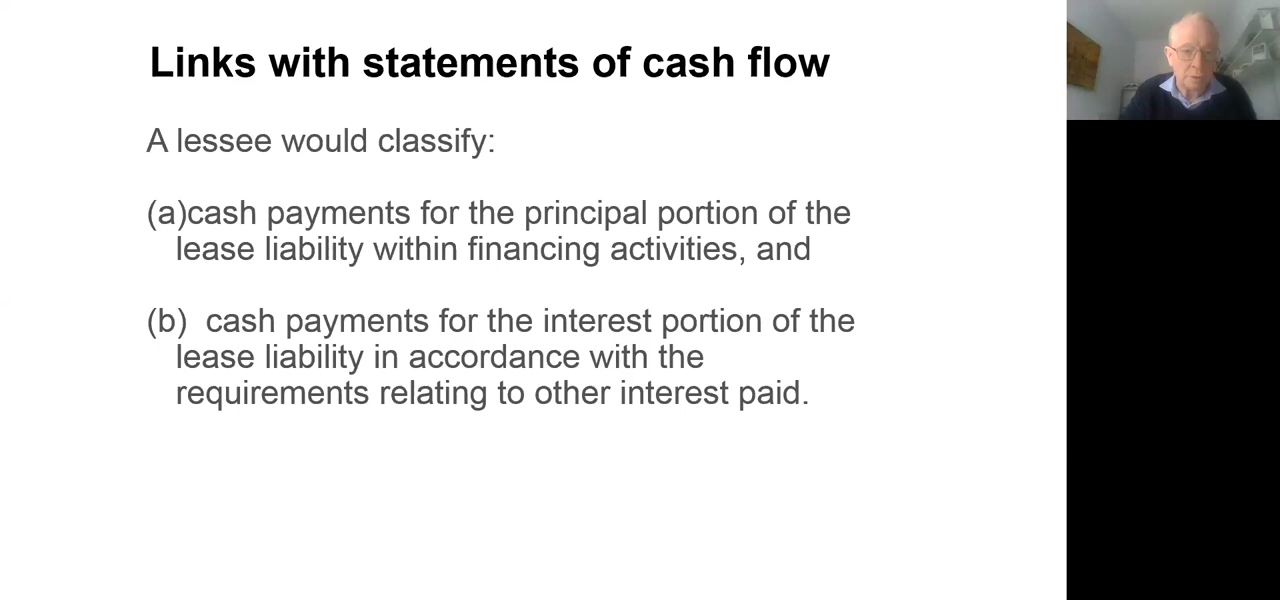 Links with statements of cash flow
A lessee would classify:
(a)cash payments for the principal portion of the
lease liability within financing activities, and
(b) cash payments for the interest portion of the
lease liability in accordance with the
requirements relating to other interest paid.